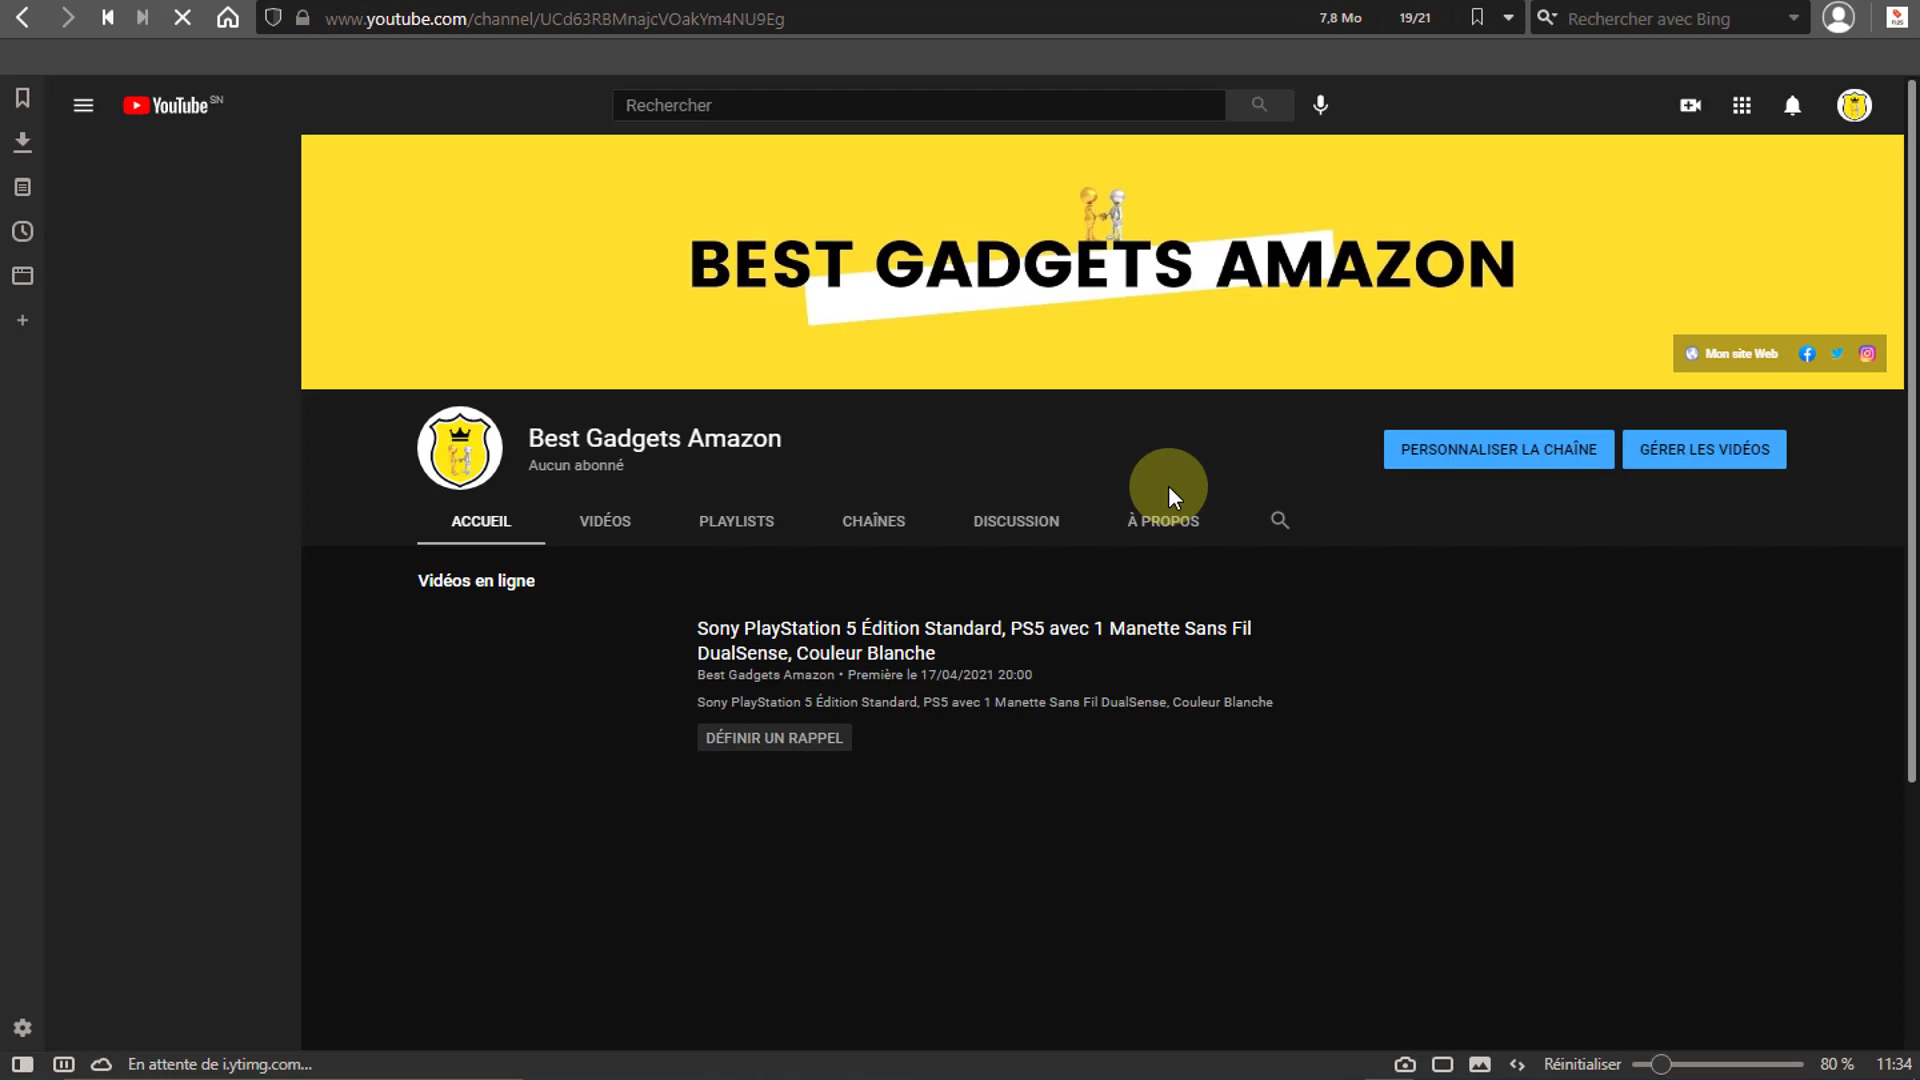 www.youtube.com/channel/UCd63RBMnajcVOakYm4NU9Eg 7,8 Mo 19/21 Rechercher avec Bing
YouTube SN Rechercher
BEST GADGETS AMAZON
Mon site Web
Best Gadgets Amazon
Aucun abonné
PERSONNALISER LA CHAÎNE GÉRER LES VIDÉOS
ACCUEIL VIDÉOS PLAYLISTS CHAÎNES DISCUSSION À PROPOS
Vidéos en ligne
Sony PlayStation 5 Édition Standard, PS5 avec 1 Manette Sans Fil
DualSense, Couleur Blanche
Best Gadgets Amazon • Première le 17/04/2021 20:00
Sony PlayStation 5 Édition Standard, PS5 avec 1 Manette Sans Fil DualSense, Couleur Blanche
DÉFINIR UN RAPPEL
En attente de i.ytimg.com... Réinitialiser 80 % 11:34